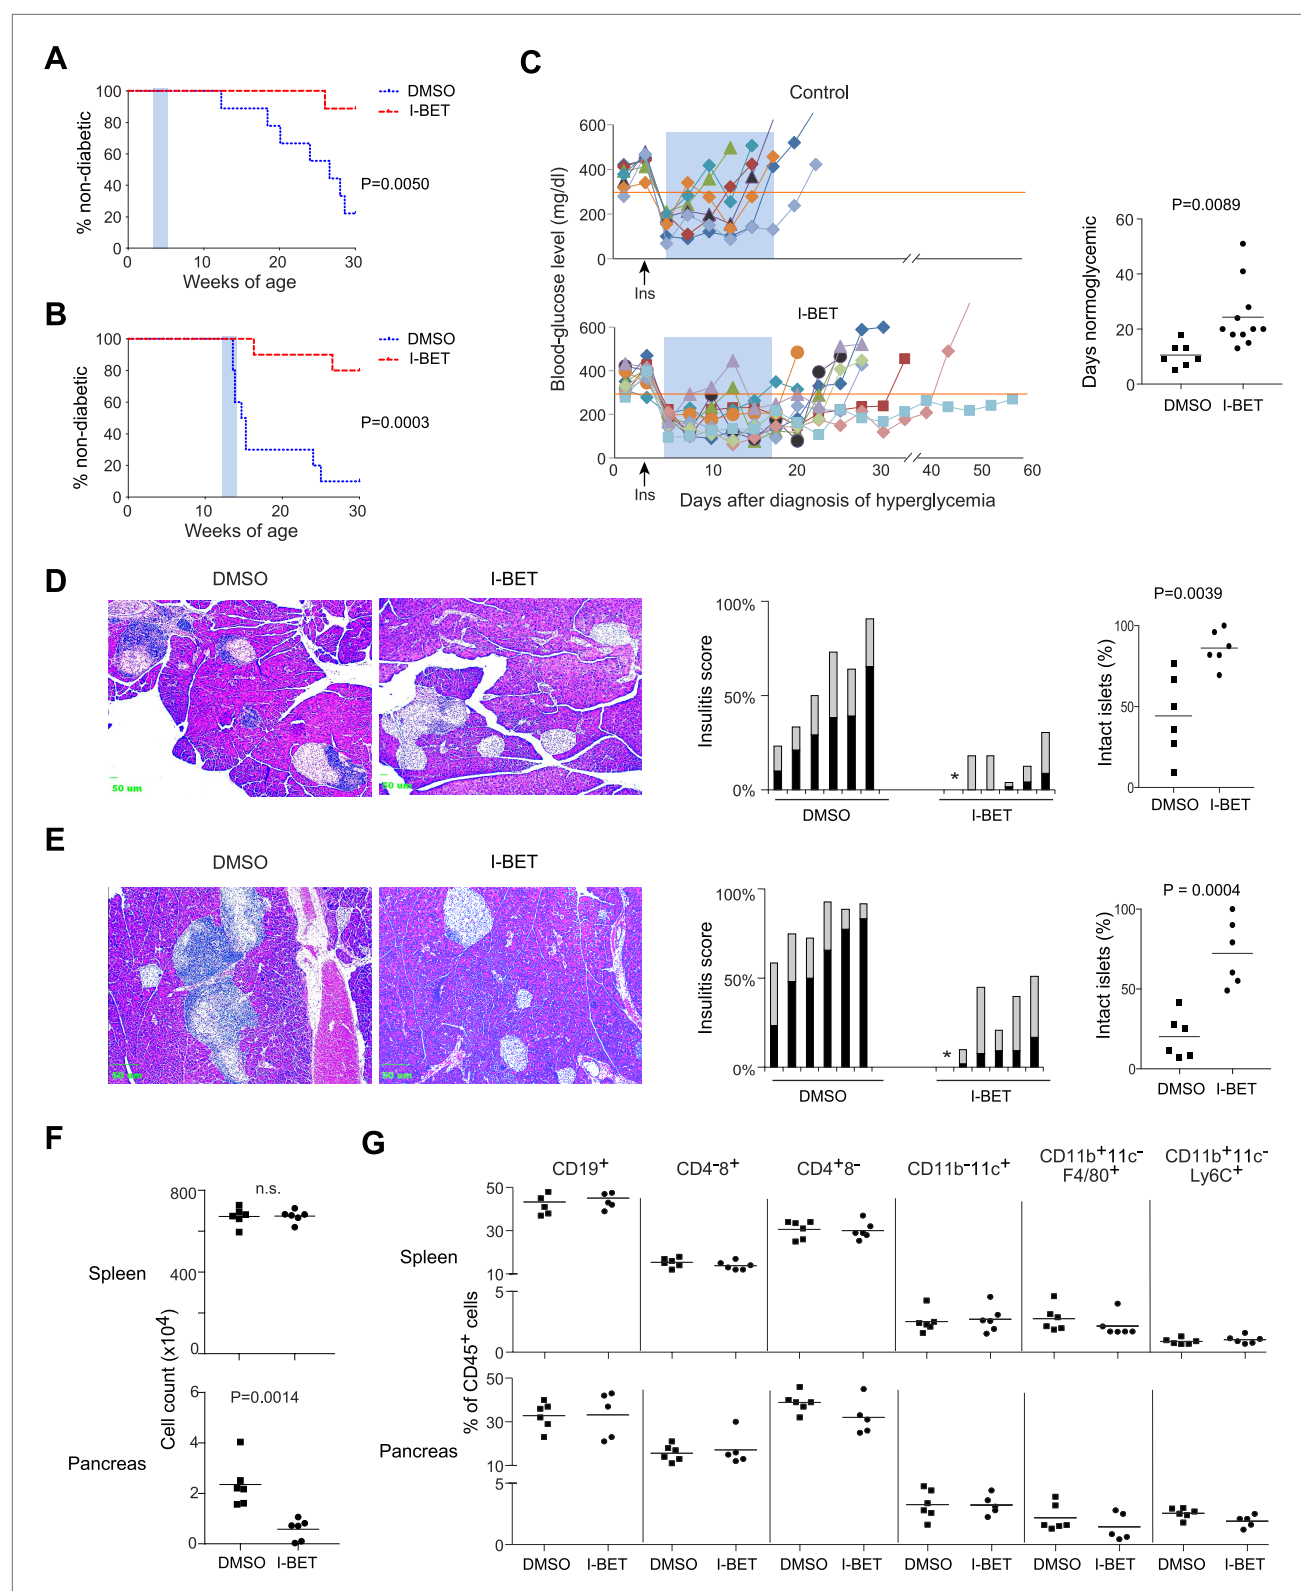 A
DMSO
I-BET
% non-diabetic
100
80
60
40
20
0
P=0.0050
0 10 20 30
Weeks of age
B
DMSO
I-BET
% non-diabetic
100
80
60
40
20
0
P=0.0003
0 10 20 30
Weeks of age
C
Control
Blood-glucose level (mg/dl)
600
400
200
0
Ins
I-BET
600
400
200
0
0 10 20 30 40 50 60
Ins
Days after diagnosis of hyperglycemia
P=0.0089
Days normoglycemic
60
40
20
0
DMSO I-BET
D
DMSO I-BET
50 um
50 um
Insulitis score
100%
50%
0%
*
DMSO I-BET
P=0.0039
Intact islets (%)
100
50
0
DMSO I-BET
E
DMSO I-BET
50 um
50 um
Insulitis score
100%
50%
0%
*
DMSO I-BET
P = 0.0004
Intact islets (%)
100
50
0
DMSO I-BET
F
n.s.
Spleen
800
400
0
Cell count (x10⁴)
P=0.0014
Pancreas
6
4
2
0
DMSO I-BET
G
CD19⁺ CD4⁻8⁺ CD4⁺8⁻ CD11b⁻11c⁺ CD11b⁺11c⁻ F4/80⁺ CD11b⁺11c⁻ Ly6C⁺
Spleen
50
30
10
5
0
% of CD45⁺ cells
Pancreas
50
30
10
5
0
DMSO I-BET DMSO I-BET DMSO I-BET DMSO I-BET DMSO I-BET DMSO I-BET